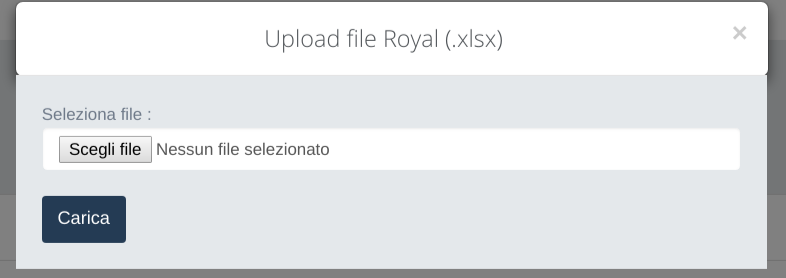 Upload file Royal (.xlsx)
×
Seleziona file :
Scegli file Nessun file selezionato
Carica